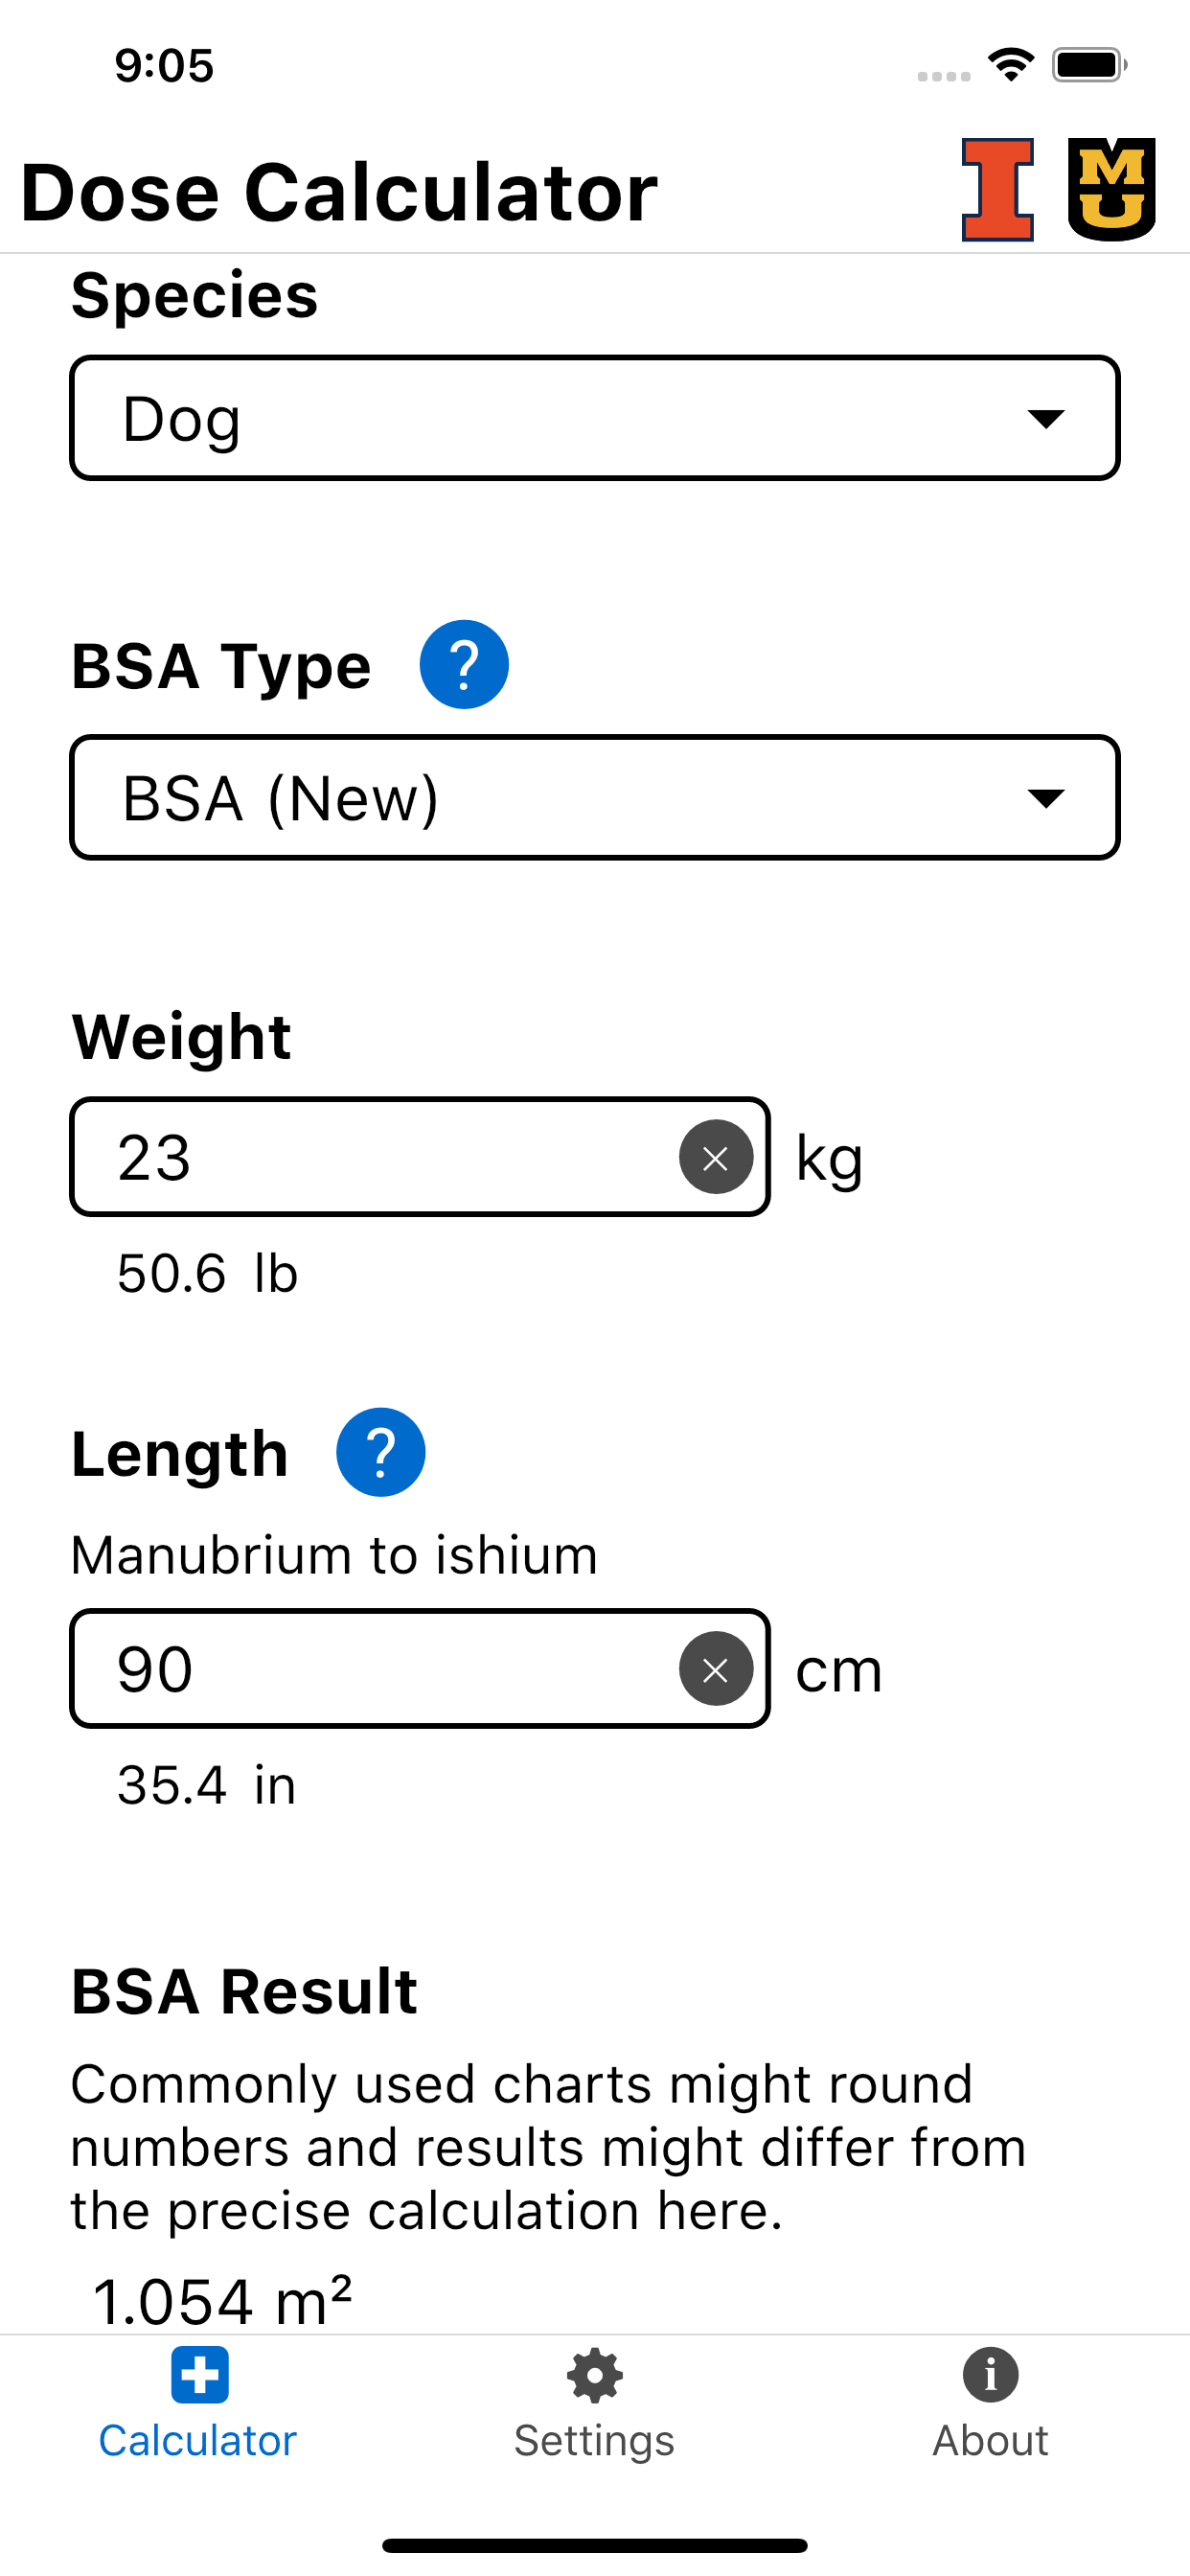 9:05
Dose Calculator
I
MU
Species
Dog
BSA Type ?
BSA (New)
Weight
23 kg
50.6 lb
Length ?
Manubrium to ishium
90 cm
35.4 in
BSA Result
Commonly used charts might round
numbers and results might differ from
the precise calculation here.
1.054 m²
Calculator Settings About